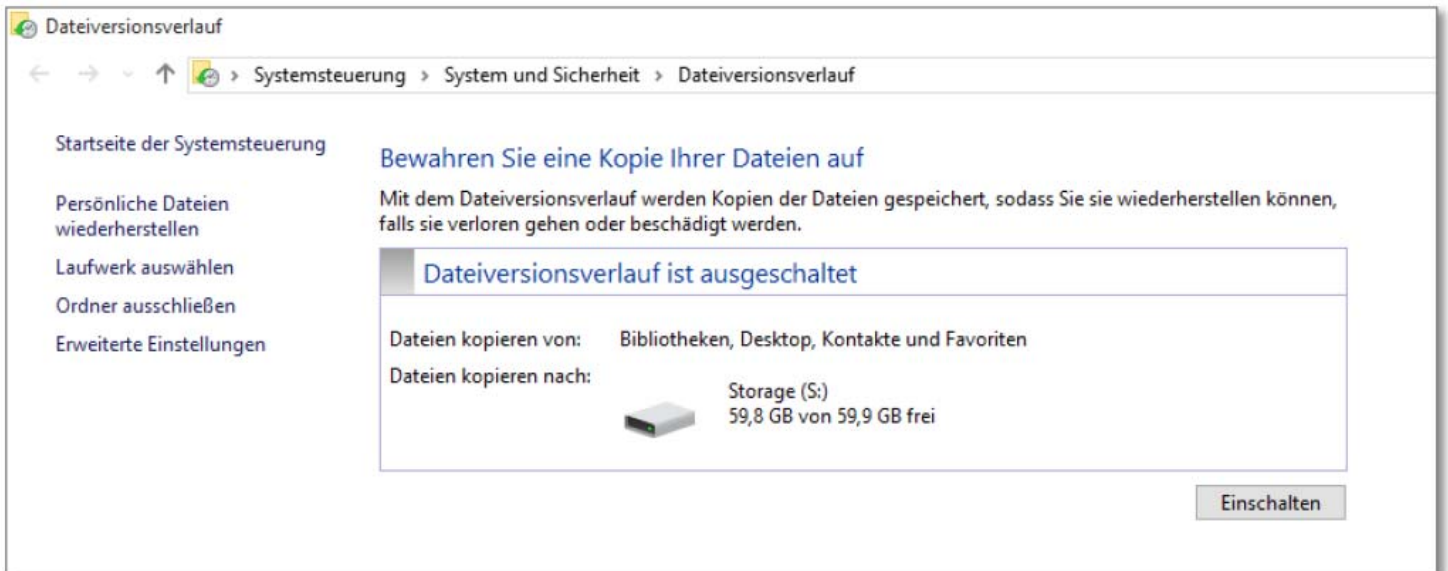 Dateiversionsverlauf
Systemsteuerung > System und Sicherheit > Dateiversionsverlauf
Startseite der Systemsteuerung
Persönliche Dateien
wiederherstellen
Laufwerk auswählen
Ordner ausschließen
Erweiterte Einstellungen
Bewahren Sie eine Kopie Ihrer Dateien auf
Mit dem Dateiversionsverlauf werden Kopien der Dateien gespeichert, sodass Sie sie wiederherstellen können,
falls sie verloren gehen oder beschädigt werden.
Dateiversionsverlauf ist ausgeschaltet
Dateien kopieren von: Bibliotheken, Desktop, Kontakte und Favoriten
Dateien kopieren nach:
Storage (S:)
59,8 GB von 59,9 GB frei
Einschalten